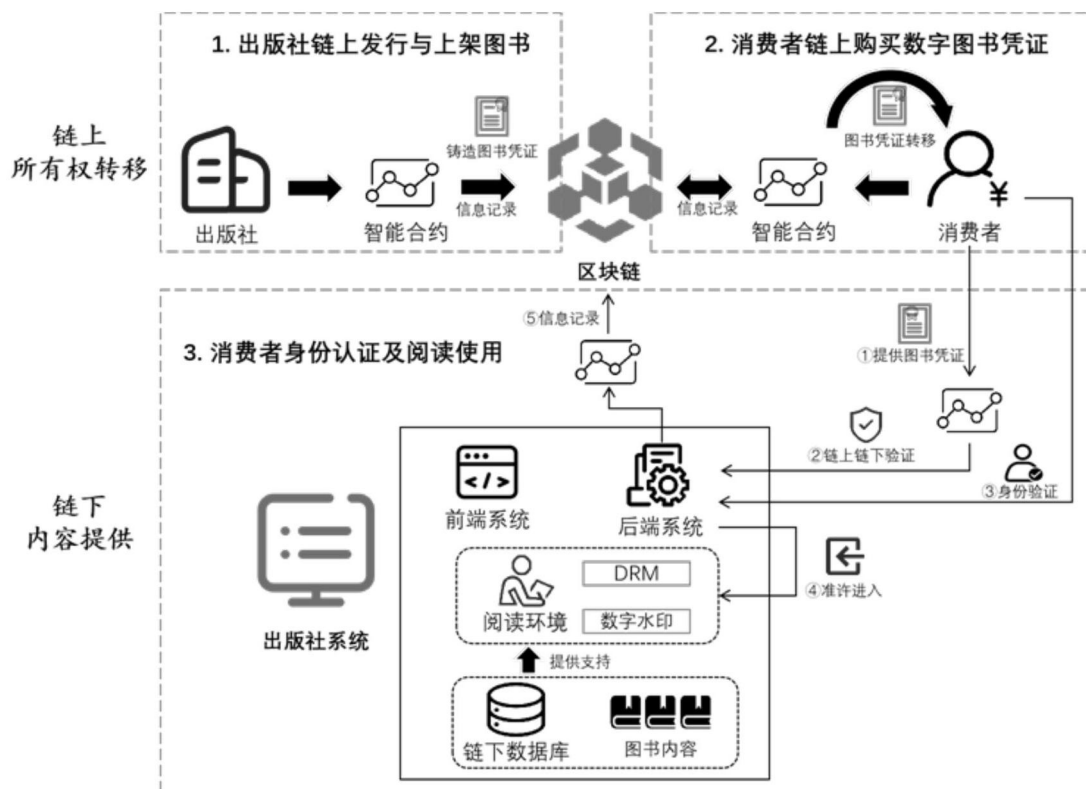 1. 出版社链上发行与上架图书
2. 消费者链上购买数字图书凭证
链上
所有权转移
铸造图书凭证
图书凭证转移
信息记录
信息记录
出版社
智能合约
智能合约
消费者
¥
区块链
⑤信息记录
3. 消费者身份认证及阅读使用
①提供图书凭证
②链上链下验证
③身份验证
链下
内容提供
</>
前端系统
后端系统
DRM
④准许进入
阅读环境
数字水印
出版社系统
提供支持
链下数据库
图书内容